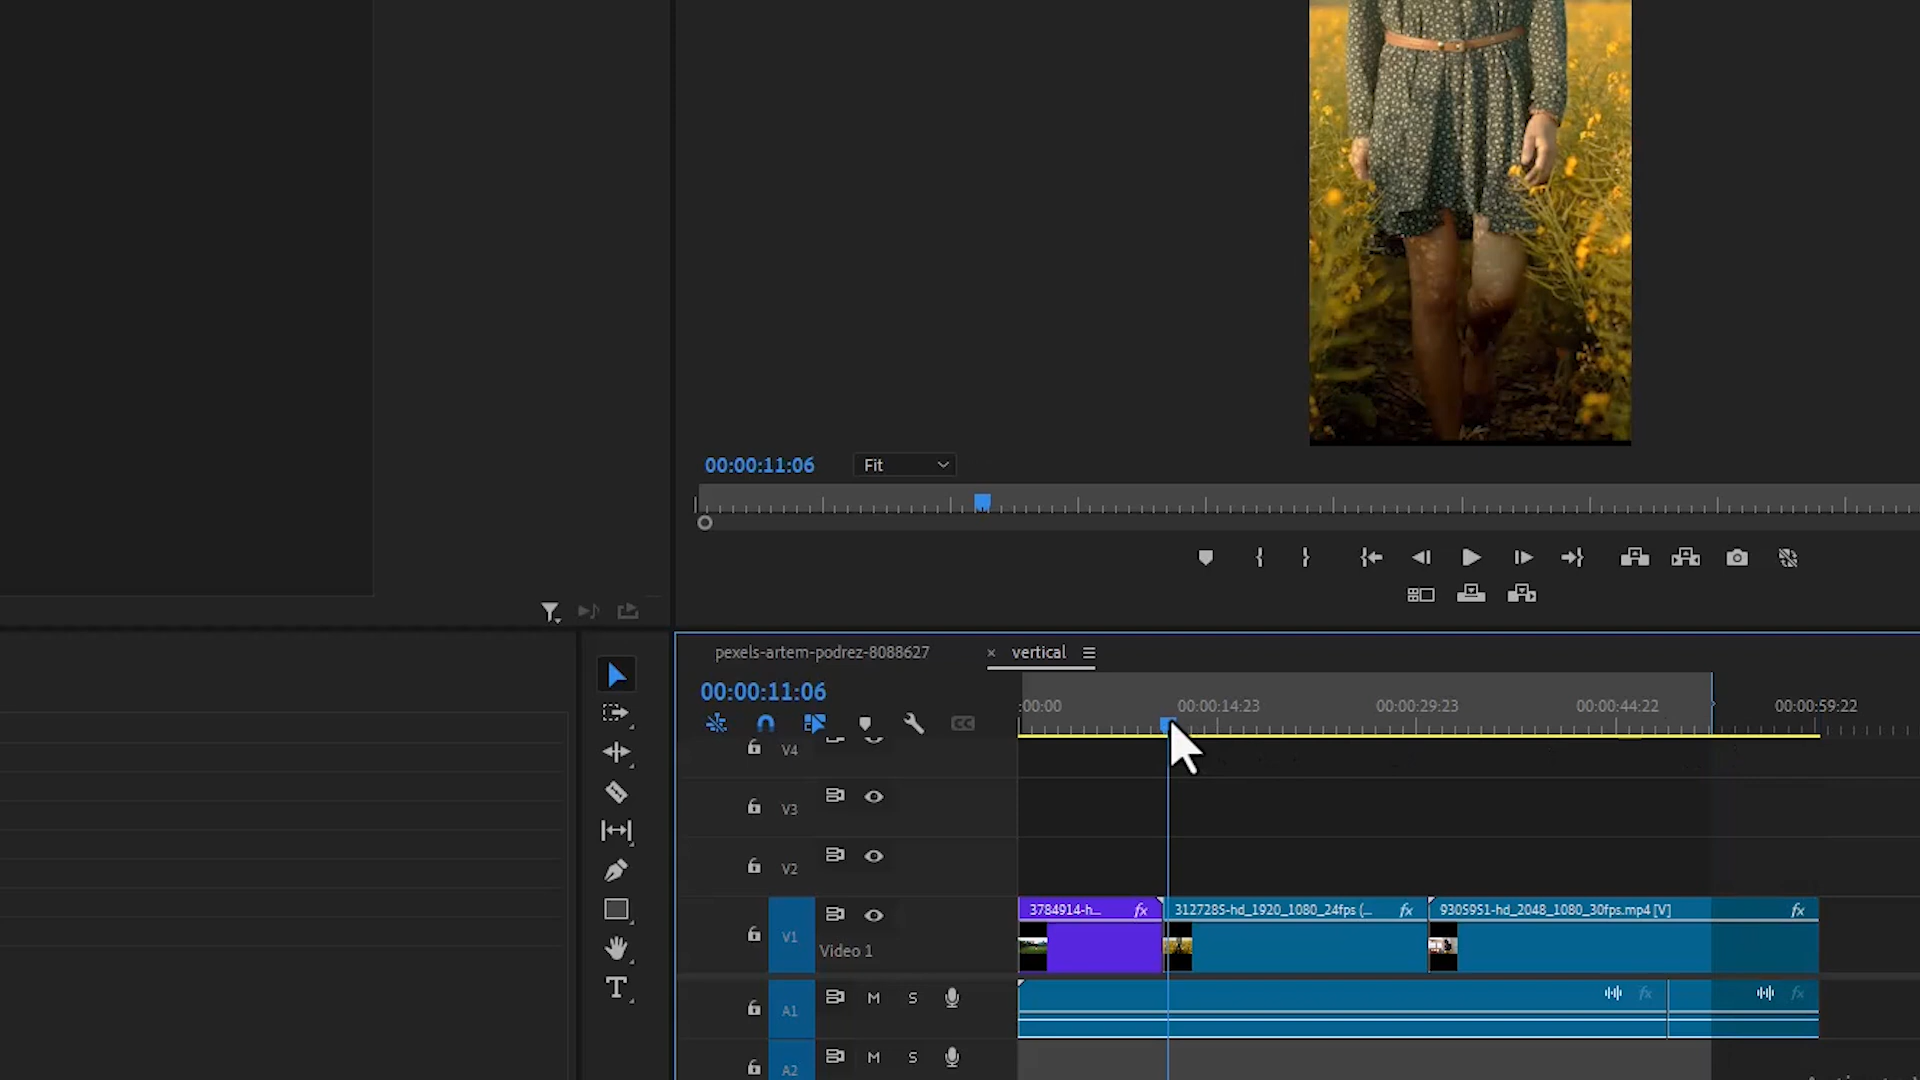 00:00:11:06 Fit
pexels-artem-podrez-8088627 × vertical
00:00:11:06
:00:00 00:00:14:23 00:00:29:23 00:00:44:22 00:00:59:22
CC
V4
V3
V2
3784914-h... fx 3127285-hd_1920_1080_24fps (... fx 9305951-hd_2048_1080_30fps.mp4 [V] fx
V1
Video 1
A1 M S fx fx
A2 M S